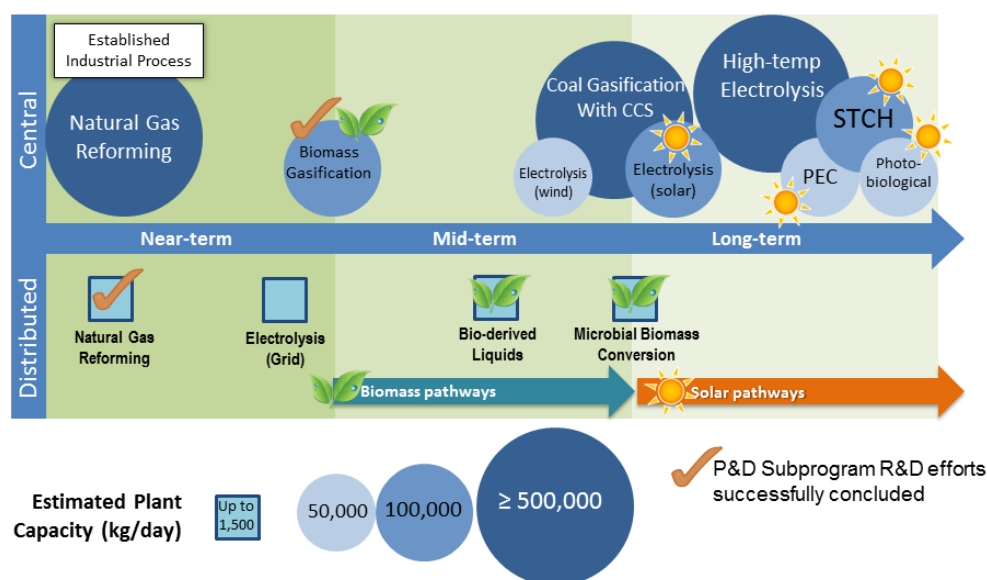 Central
Established
Industrial Process
Natural Gas
Reforming
Biomass
Gasification
Coal Gasification
With CCS
Electrolysis
(wind)
Electrolysis
(solar)
High-temp
Electrolysis
STCH
PEC
Photo-
biological
Near-term
Mid-term
Long-term
Distributed
Natural Gas
Reforming
Electrolysis
(Grid)
Bio-derived
Liquids
Microbial Biomass
Conversion
Biomass pathways
Solar pathways
Estimated Plant
Capacity (kg/day)
Up to
1,500
50,000
100,000
≥ 500,000
P&D Subprogram R&D efforts
successfully concluded